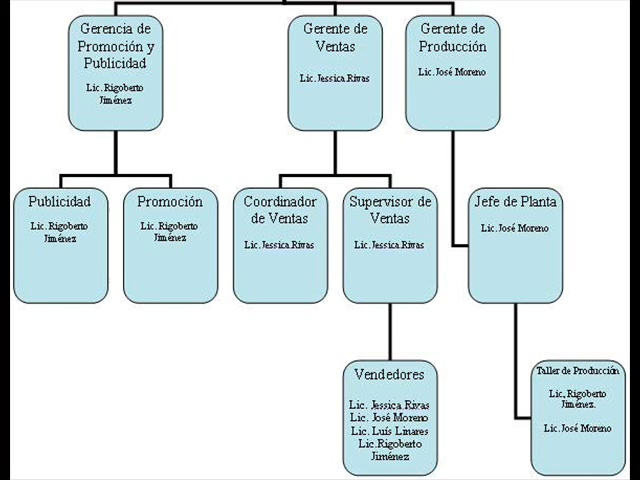 Gerencia de
Promoción y
Publicidad
Lic. Rigoberto
Jiménez
Gerente de
Ventas
Lic. Jessica Rivas
Gerente de
Producción
Lic. José Moreno
Publicidad
Lic. Rigoberto
Jiménez
Promoción
Lic. Rigoberto
Jiménez
Coordinador
de Ventas
Lic. Jessica Rivas
Supervisor de
Ventas
Lic. Jessica Rivas
Jefe de Planta
Lic. José Moreno
Vendedores
Lic. Jessica Rivas
Lic. José Moreno
Lic. Luís Linares
Lic. Rigoberto
Jiménez
Taller de Producción
Lic. Rigoberto
Jiménez.
Lic. José Moreno